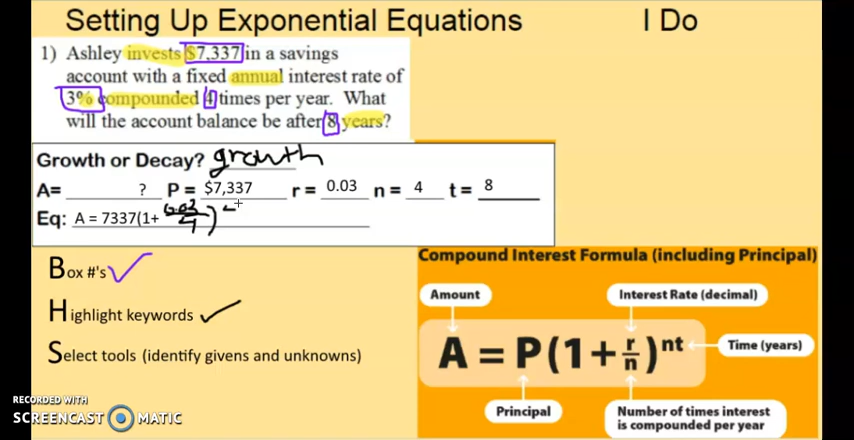 Setting Up Exponential Equations I Do
1) Ashley invests $7,337 in a savings
account with a fixed annual interest rate of
3% compounded 4 times per year. What
will the account balance be after 8 years?
Growth or Decay? growth
A= ? P = $7,337 r = 0.03 n = 4 t = 8
Eq: A = 7337(1+ 0.03/4)
Box #'s ✓
Highlight keywords ✓
Select tools (identify givens and unknowns)
Compound Interest Formula (including Principal)
Amount Interest Rate (decimal)
A = P(1+ r/n)^nt
Time (years)
Principal Number of times interest
is compounded per year
RECORDED WITH
SCREENCAST MATIC